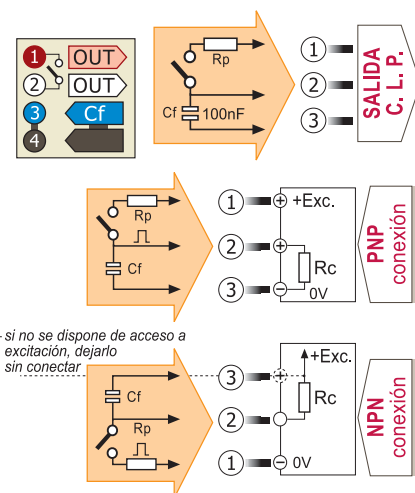 1 OUT
2 OUT
3 Cf
4
Rp
Cf 100nF
1
2
3
SALIDA
C. L. P.
Rp
Cf
1 +Exc.
2
Rc
3 0V
PNP
conexión
si no se dispone de acceso a
excitación, dejarlo
sin conectar
Cf
Rp
3 +Exc.
Rc
2
1 0V
NPN
conexión